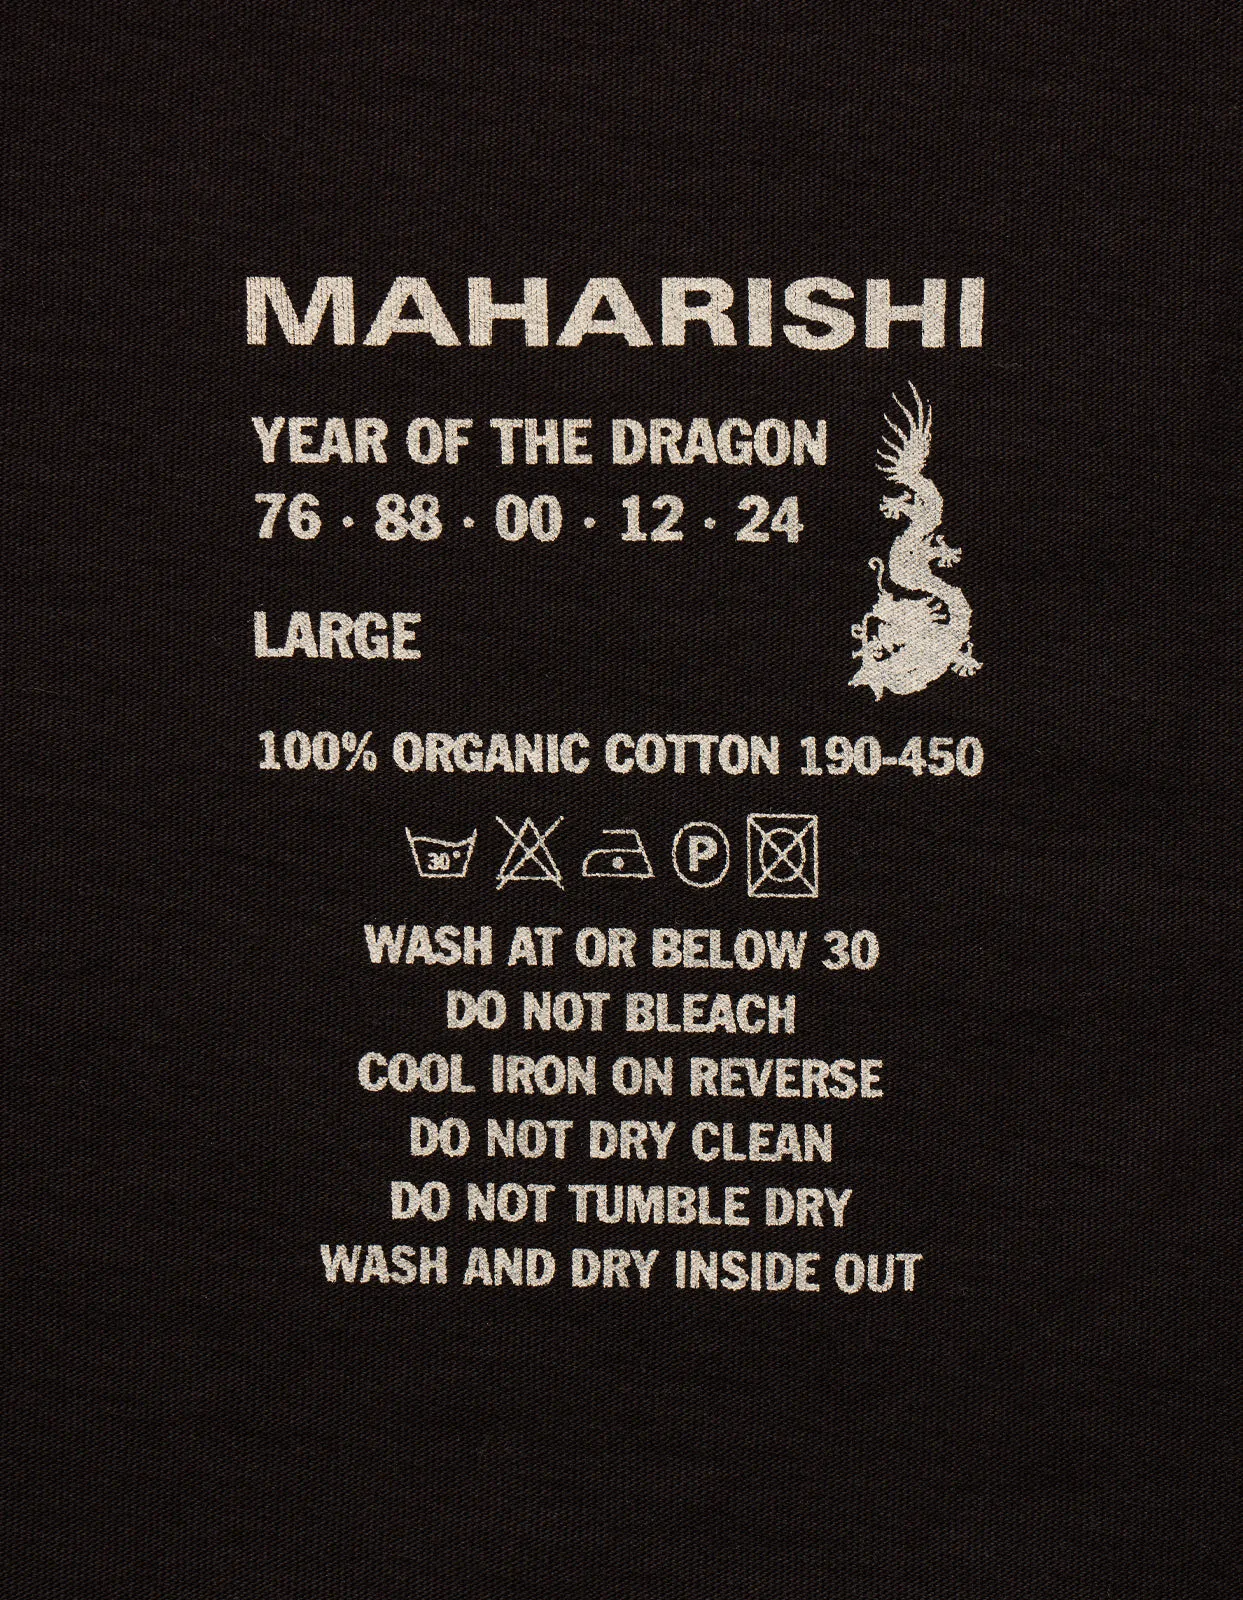 MAHARISHI
YEAR OF THE DRAGON
76 · 88 · 00 · 12 · 24
LARGE
100% ORGANIC COTTON 190-450
30° P
WASH AT OR BELOW 30
DO NOT BLEACH
COOL IRON ON REVERSE
DO NOT DRY CLEAN
DO NOT TUMBLE DRY
WASH AND DRY INSIDE OUT